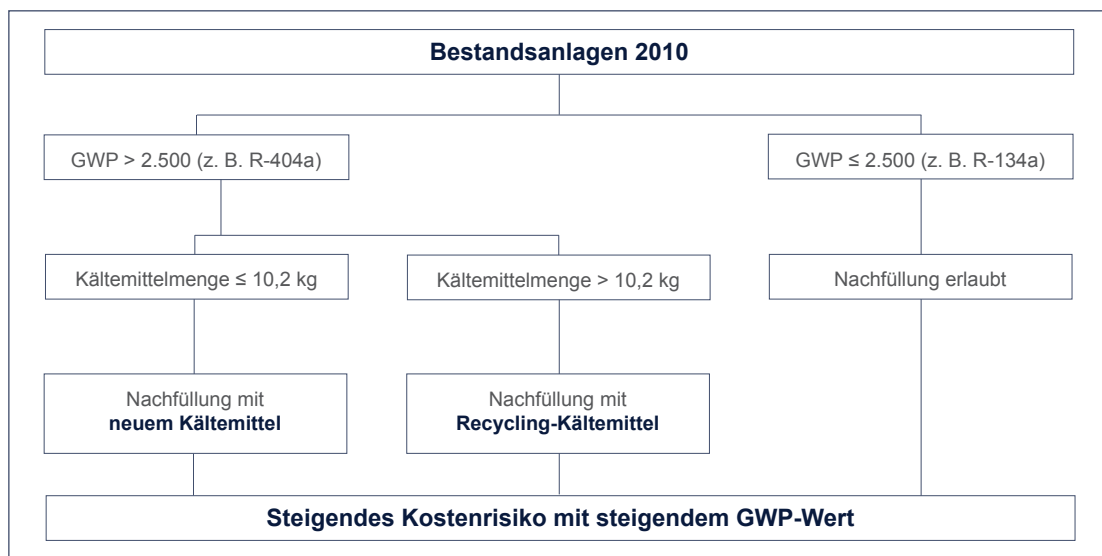 Bestandsanlagen 2010
GWP > 2.500 (z. B. R-404a)
GWP ≤ 2.500 (z. B. R-134a)
Kältemittelmenge ≤ 10,2 kg
Kältemittelmenge > 10,2 kg
Nachfüllung erlaubt
Nachfüllung mit
neuem Kältemittel
Nachfüllung mit
Recycling-Kältemittel
Steigendes Kostenrisiko mit steigendem GWP-Wert